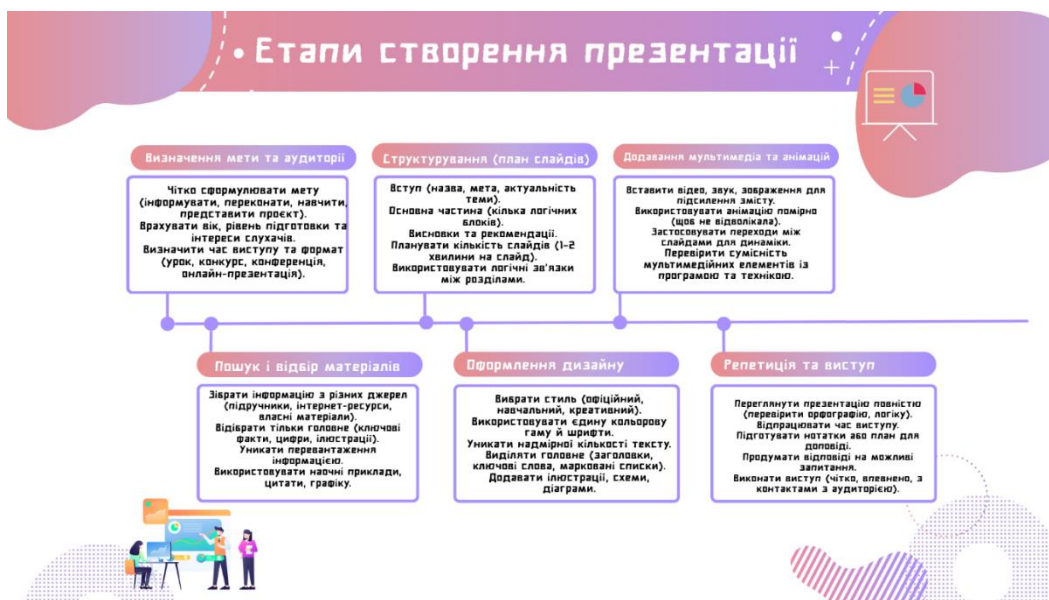 Етапи створення презентації
Визначення мети та аудиторії
Чітко сформулювати мету
(інформувати, переконати, навчити,
представити проєкт).
Врахувати вік, рівень підготовки та
інтереси слухачів.
Визначити час виступу та формат
(урок, конкурс, конференція,
онлайн-презентація).
Пошук і відбір матеріалів
Зібрати інформацію з різних джерел
(підручники, інтернет-ресурси,
власні матеріали).
Відібрати тільки головне (ключові
факти, цифри, ілюстрації).
Уникати перевантаження
інформацією.
Використовувати наочні приклади,
цитати, графіку.
Структурування (план слайдів)
Вступ (назва, мета, актуальність
теми).
Основна частина (кілька логічних
блоків).
Висновки та рекомендації.
Планувати кількість слайдів (1-2
хвилини на слайд).
Використовувати логічні зв'язки
між розділами.
Оформлення дизайну
Вибрати стиль (офіційний,
навчальний, креативний).
Використовувати єдину кольорову
гаму й шрифти.
Уникати надмірної кількості тексту.
Виділяти головне (заголовки,
ключові слова, марковані списки).
Додавати ілюстрації, схеми,
діаграми.
Додавання мультимедіа та анімацій
Вставити відео, звук, зображення для
підсилення змісту.
Використовувати анімацію помірно
(щоб не відволікала).
Застосовувати переходи між
слайдами для динаміки.
Перевірити сумісність
мультимедійних елементів із
програмою та технікою.
Репетиція та виступ
Переглянути презентацію повністю
(перевірити орфографію, логіку).
Відпрацювати час виступу.
Підготувати нотатки або план для
доповіді.
Продумати відповіді на можливі
запитання.
Виконати виступ (чітко, впевнено, з
контактами з аудиторією).